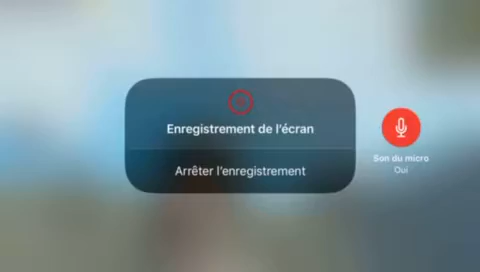 Enregistrement de l'écran
Arrêter l'enregistrement
Son du micro
Oui